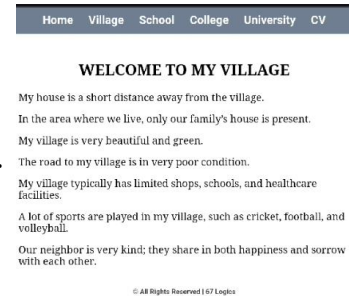 Home Village School College University CV
WELCOME TO MY VILLAGE
My house is a short distance away from the village.
In the area where we live, only our family's house is present.
My village is very beautiful and green.
The road to my village is in very poor condition.
My village typically has limited shops, schools, and healthcare
facilities.
A lot of sports are played in my village, such as cricket, football, and
volleyball.
Our neighbor is very kind; they share in both happiness and sorrow
with each other.
© All Rights Reserved | 67 Logics